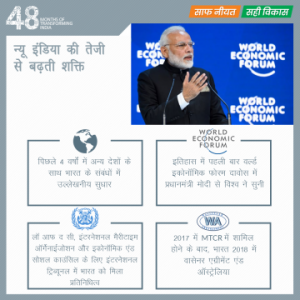 48 MONTHS OF TRANSFORMING INDIA
साफ नीयत सही विकास
न्यू इंडिया की तेजी
से बढ़ती शक्ति
WORLD
ECONOMIC
FORUM
WORLD
ECONOMIC
FORUM
पिछले 4 वर्षों में अन्य देशों के
साथ भारत के संबंधों में
उल्लेखनीय सुधार
WORLD
ECONOMIC
FORUM
इतिहास में पहली बार वर्ल्ड
इकोनॉमिक फोरम दावोस में
प्रधानमंत्री मोदी से विश्व ने सुनी
लॉ ऑफ द सी, इंटरनेशनल मैरीटाइम
ऑर्गेनाईजेशन और इकोनॉमिक एंड
सोशल काउंसिल के लिए इंटरनेशनल
ट्रिब्यूनल में भारत को मिला
प्रतिनिधित्व
WA
2017 में MTCR में शामिल
होने के बाद, भारत 2018 में
वासेनर एग्रीमेंट एंड
ऑस्ट्रेलिया